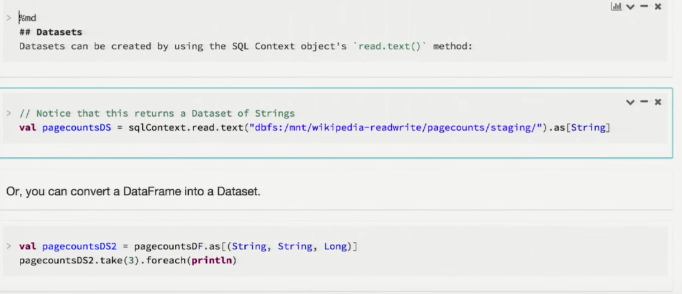 > %md
## Datasets
Datasets can be created by using the SQL Context object's `read.text()` method:
> // Notice that this returns a Dataset of Strings
val pagecountsDS = sqlContext.read.text("dbfs:/mnt/wikipedia-readwrite/pagecounts/staging/").as[String]
Or, you can convert a DataFrame into a Dataset.
> val pagecountsDS2 = pagecountsDF.as[(String, String, Long)]
pagecountsDS2.take(3).foreach(println)